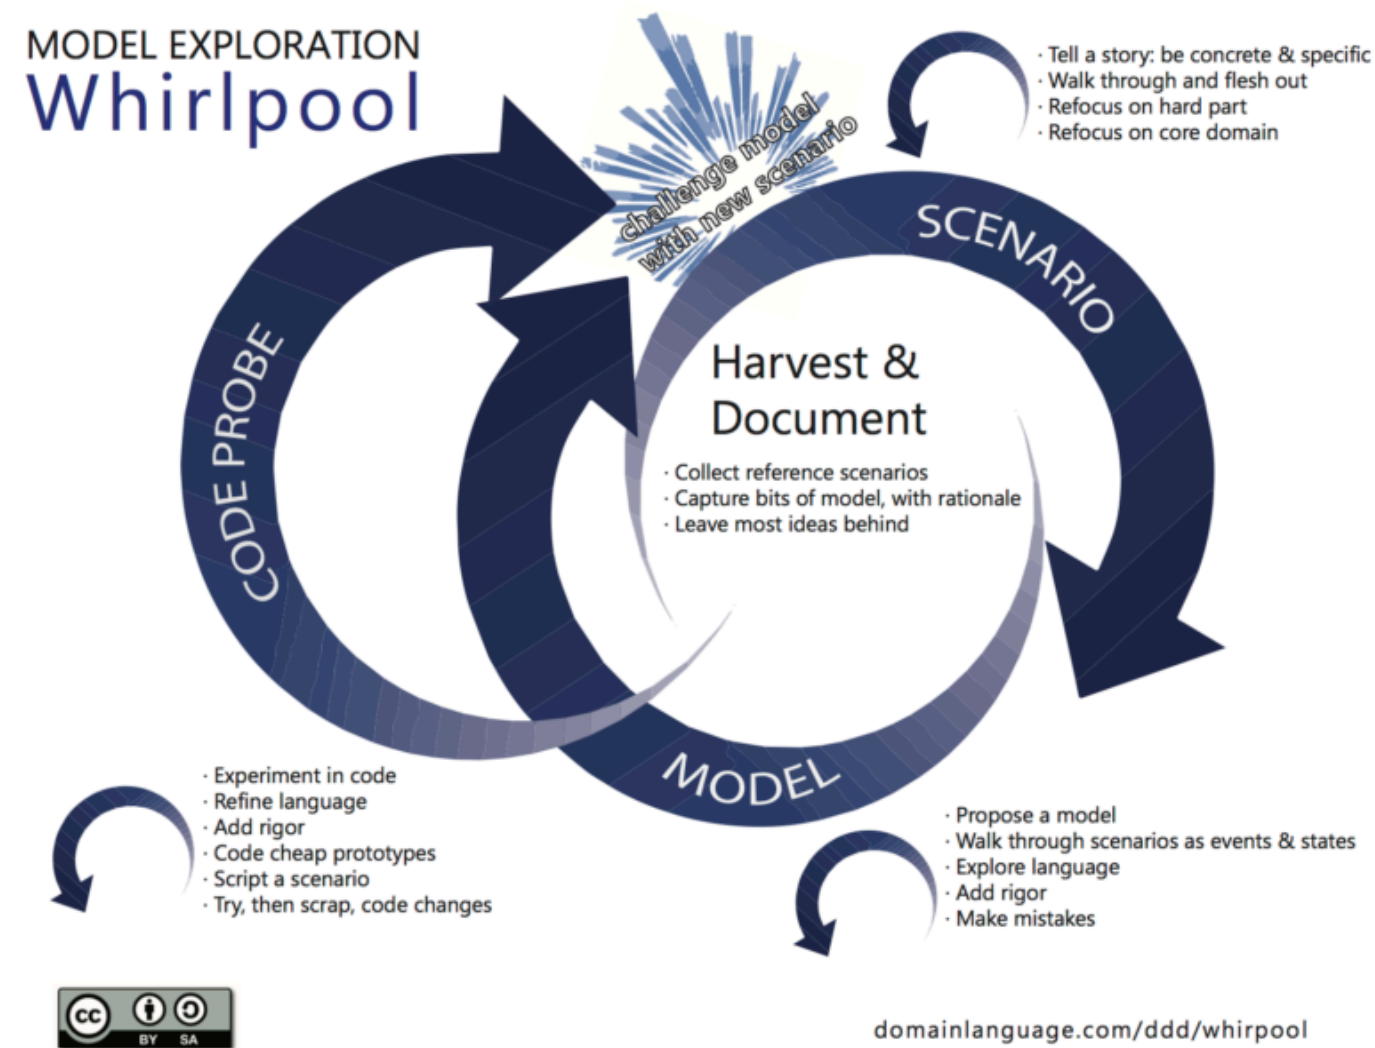 MODEL EXPLORATION
Whirlpool
challenge model
with new scenario
· Tell a story: be concrete & specific
· Walk through and flesh out
· Refocus on hard part
· Refocus on core domain
SCENARIO
CODE PROBE
Harvest &
Document
· Collect reference scenarios
· Capture bits of model, with rationale
· Leave most ideas behind
MODEL
· Experiment in code
· Refine language
· Add rigor
· Code cheap prototypes
· Script a scenario
· Try, then scrap, code changes
· Propose a model
· Walk through scenarios as events & states
· Explore language
· Add rigor
· Make mistakes
cc
BY SA
domainlanguage.com/ddd/whirpool